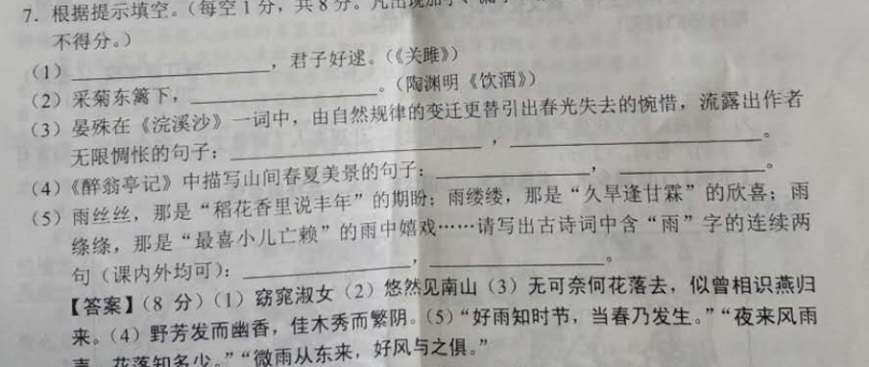 7. 根据提示填空。（每空1分，共8分。凡出现
不得分。）
（1）____________________，君子好逑。（《关雎》）
（2）采菊东篱下，____________________。（陶渊明《饮酒》）
（3）晏殊在《浣溪沙》一词中，由自然规律的变迁更替引出春光失去的惋惜，流露出作者
无限惆怅的句子：____________________，____________________。
（4）《醉翁亭记》中描写山间春夏美景的句子：____________________，____________________。
（5）雨丝丝，那是“稻花香里说丰年”的期盼；雨缕缕，那是“久旱逢甘霖”的欣喜；雨
绦绦，那是“最喜小儿亡赖”的雨中嬉戏……请写出古诗词中含“雨”字的连续两
句（课内外均可）：____________________，____________________。
【答案】（8 分）（1）窈窕淑女（2）悠然见南山（3）无可奈何花落去，似曾相识燕归
来。（4）野芳发而幽香，佳木秀而繁阴。（5）“好雨知时节，当春乃发生。”“夜来风雨
声，花落知多少。”“微雨从东来，好风与之俱。”